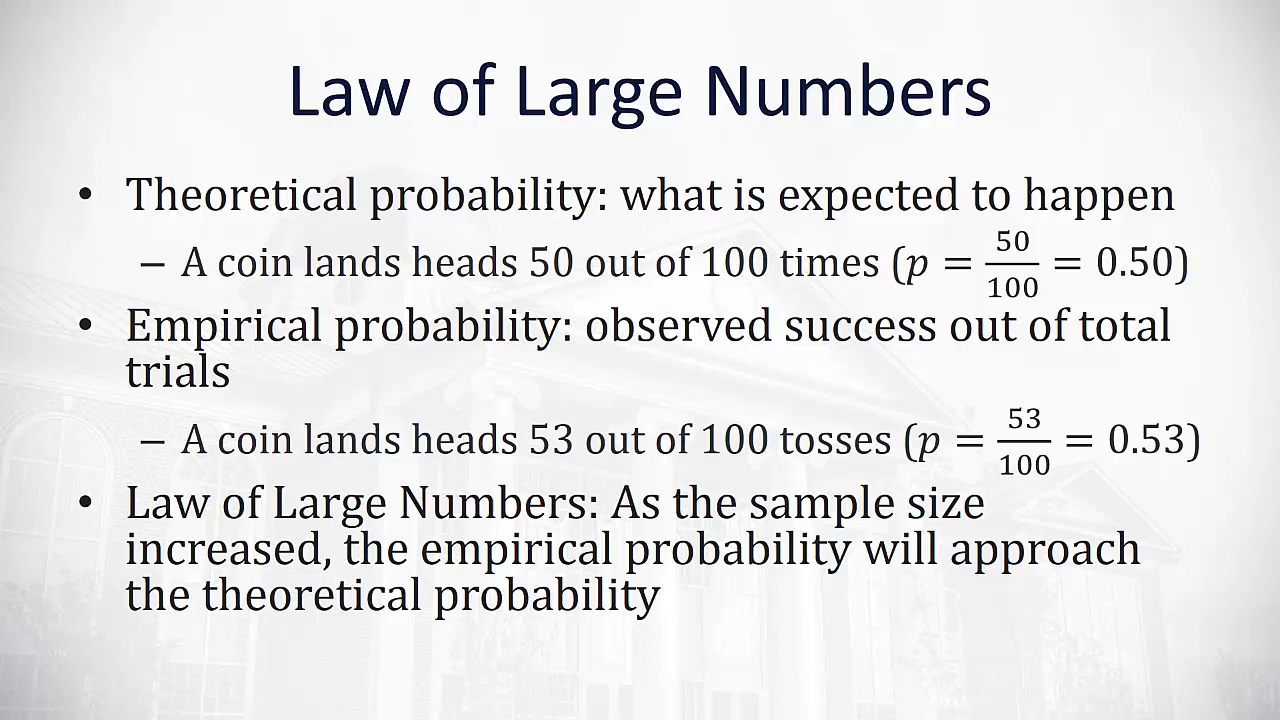 Law of Large Numbers
• Theoretical probability: what is expected to happen
– A coin lands heads 50 out of 100 times (p = 50/100 = 0.50)
• Empirical probability: observed success out of total
trials
– A coin lands heads 53 out of 100 tosses (p = 53/100 = 0.53)
• Law of Large Numbers: As the sample size
increased, the empirical probability will approach
the theoretical probability